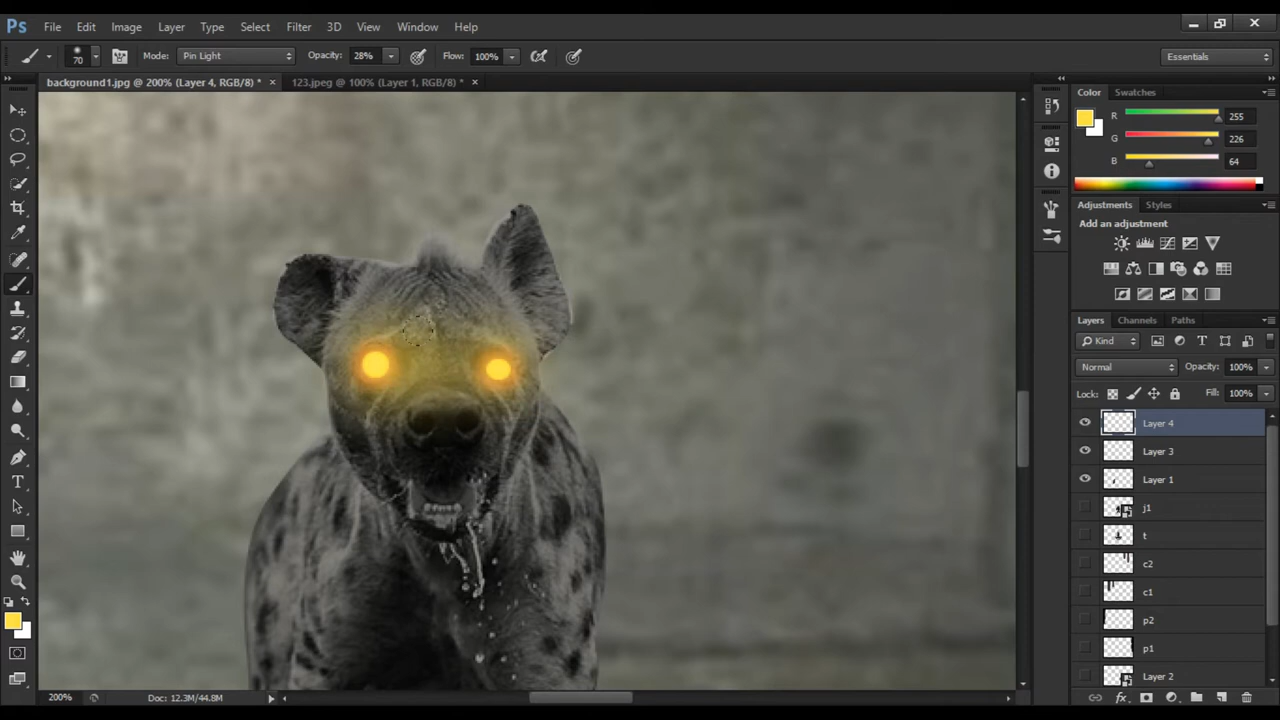 Ps File Edit Image Layer Type Select Filter 3D View Window Help
70 Mode: Pin Light Opacity: 28% Flow: 100% Essentials
background1.jpg @ 200% (Layer 4, RGB/8) * × 123.jpeg @ 100% (Layer 1, RGB/8) * ×
Color Swatches
R 255
G 226
B 64
Adjustments Styles
Add an adjustment
Layers Channels Paths
Kind
Normal Opacity: 100%
Lock: Fill: 100%
Layer 4
Layer 3
Layer 1
j1
t
c2
c1
p2
p1
Layer 2
200% Doc: 12.3M/44.8M